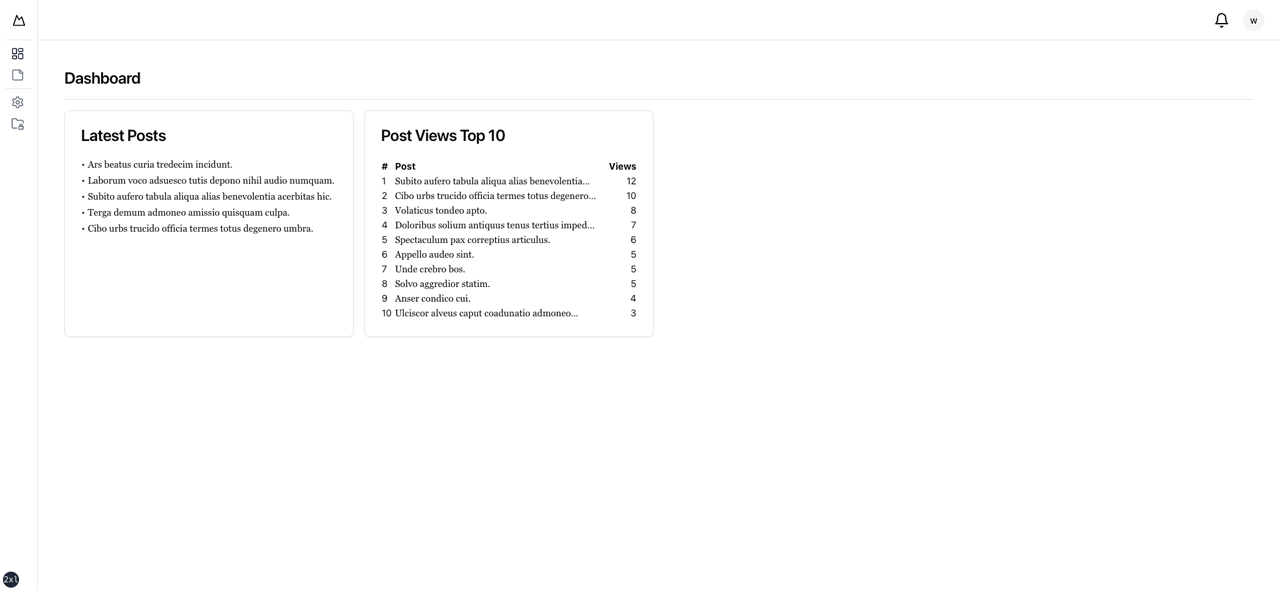 w
Dashboard
Latest Posts
• Ars beatus curia tredecim incidunt.
• Laborum voco adsuesco tutis depono nihil audio numquam.
• Subito aufero tabula aliqua alias benevolentia acerbitas hic.
• Terga demum admoneo amissio quisquam culpa.
• Cibo urbs trucido officia termes totus degenero umbra.
Post Views Top 10
# Post Views
1 Subito aufero tabula aliqua alias benevolentia... 12
2 Cibo urbs trucido officia termes totus degenero... 10
3 Volaticus tondeo apto. 8
4 Doloribus solium antiquus tenus tertius imped... 7
5 Spectaculum pax correptius articulus. 6
6 Appello audeo sint. 5
7 Unde crebro bos. 5
8 Solvo aggredior statim. 5
9 Anser condico cui. 4
10 Ulciscor alveus caput coadunatio admoneo... 3
2xl